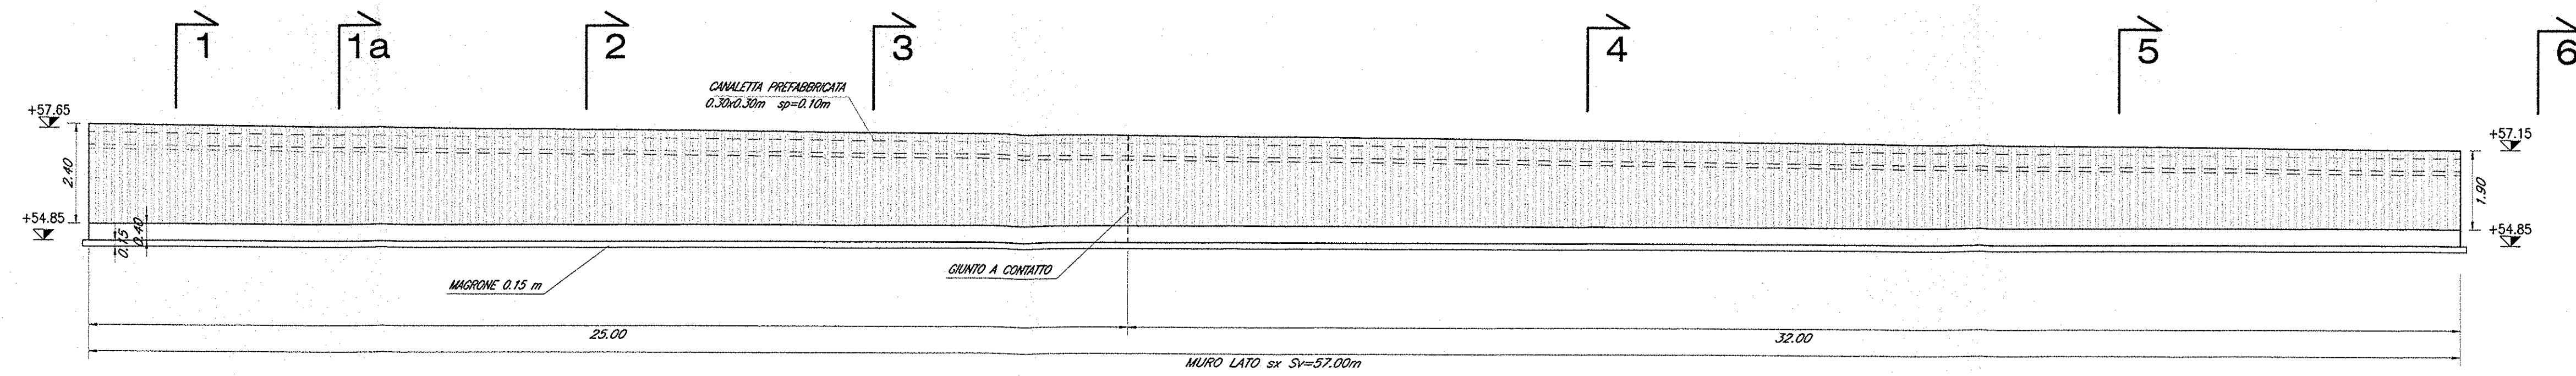 1
1a
2
3
4
5
6
CANALETTA PREFABBRICATA
0.30x0.30m sp=0.10m
+57.65
+57.15
2.40
1.90
+54.85
0.15
0.40
+54.85
GIUNTO A CONTATTO
MAGRONE 0.15 m
25.00
32.00
MURO LATO sx Sv=57.00m